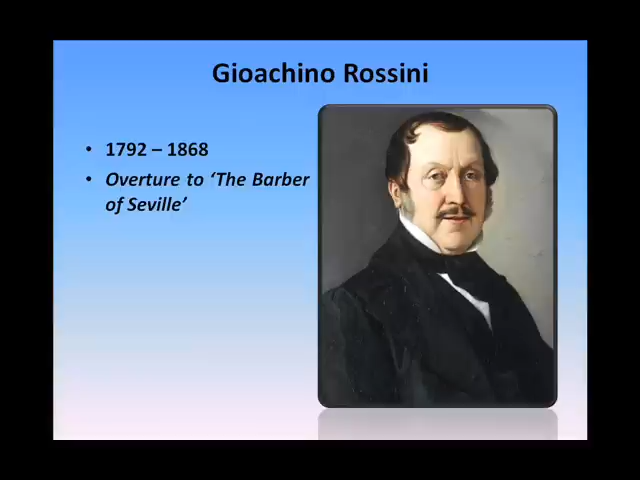 Gioachino Rossini
• 1792 – 1868
• Overture to ‘The Barber
of Seville’